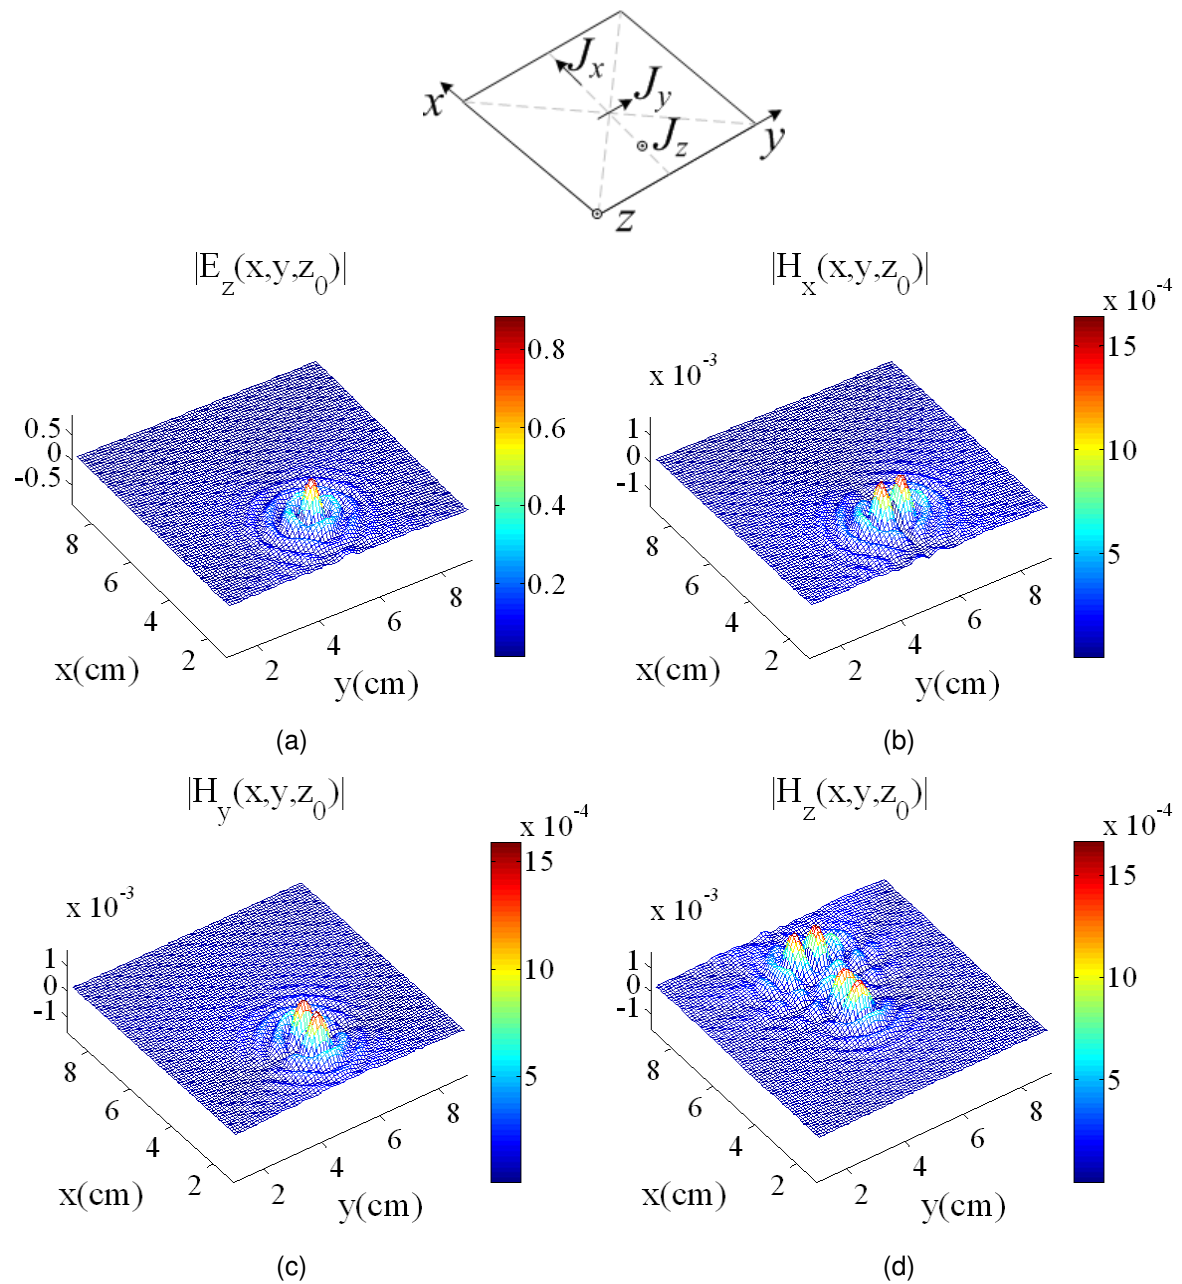 J_x
x
J_y
J_z
y
z
|E_z(x,y,z_0)|
0.8
0.6
0.4
0.2
0.5
0
-0.5
8
6
4
2
x(cm)
2
4
6
8
y(cm)
(a)
|H_x(x,y,z_0)|
x 10^-4
x 10^-3
15
10
5
1
0
-1
8
6
4
2
x(cm)
2
4
6
8
y(cm)
(b)
|H_y(x,y,z_0)|
x 10^-4
x 10^-3
15
10
5
1
0
-1
8
6
4
2
x(cm)
2
4
6
8
y(cm)
(c)
|H_z(x,y,z_0)|
x 10^-4
x 10^-3
15
10
5
1
0
-1
8
6
4
2
x(cm)
2
4
6
8
y(cm)
(d)